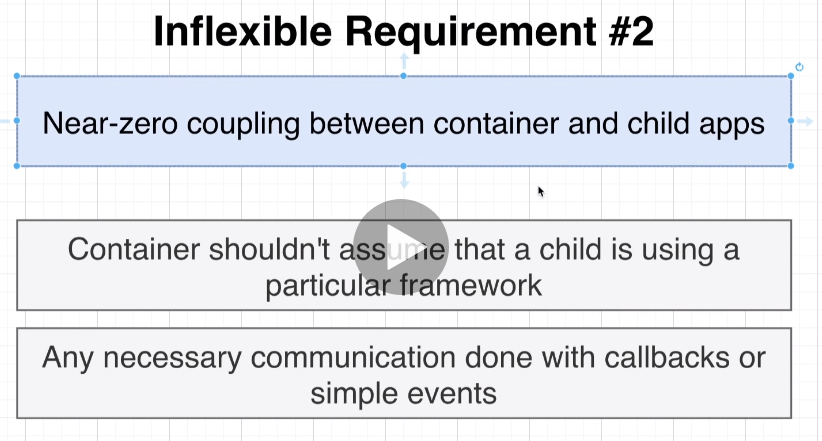 Inflexible Requirement #2
Near-zero coupling between container and child apps
Container shouldn't assume that a child is using a
particular framework
Any necessary communication done with callbacks or
simple events